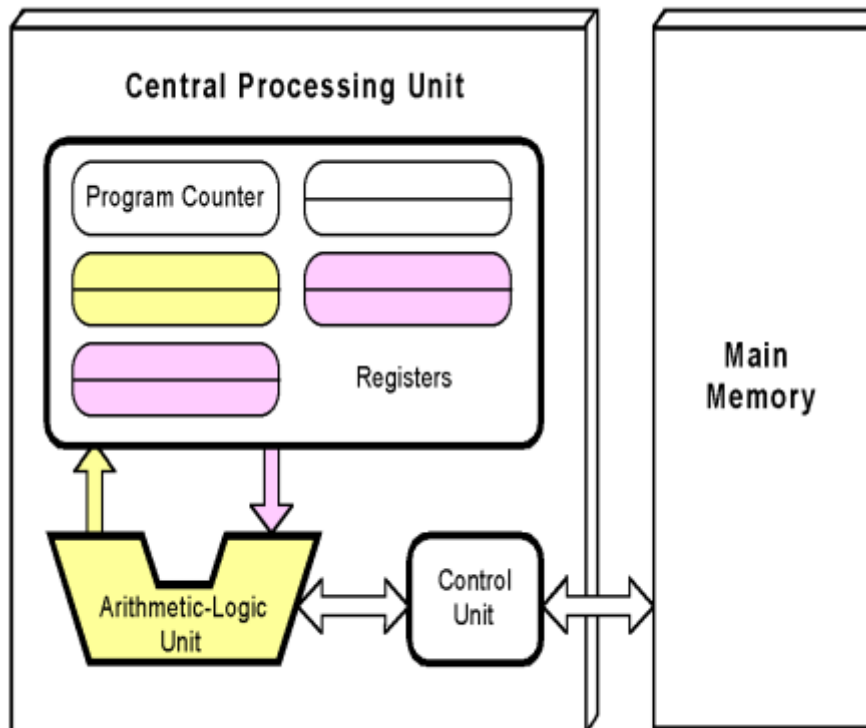 Central Processing Unit
Program Counter
Registers
Main
Memory
Arithmetic-Logic
Unit
Control
Unit